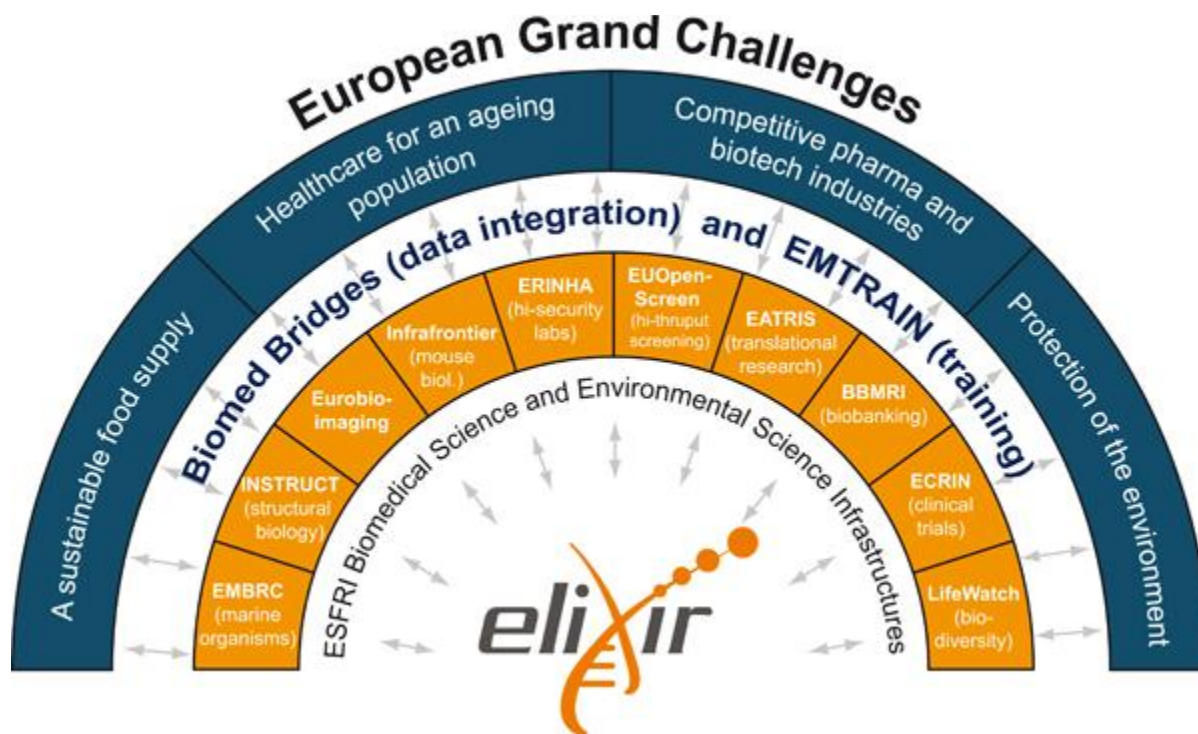 European Grand Challenges
A sustainable food supply
Healthcare for an ageing
population
Competitive pharma and
biotech industries
Protection of the environment
Biomed Bridges (data integration) and EMTRAIN (training)
EMBRC
(marine
organisms)
INSTRUCT
(structural
biology)
Eurobio-
imaging
Infrafrontier
(mouse
biol.)
ERINHA
(hi-security
labs)
EUOpen-
Screen
(hi-thruput
screening)
EATRIS
(translational
research)
BBMRI
(biobanking)
ECRIN
(clinical
trials)
LifeWatch
(bio-
diversity)
ESFRI Biomedical Science and Environmental Science Infrastructures
elixir